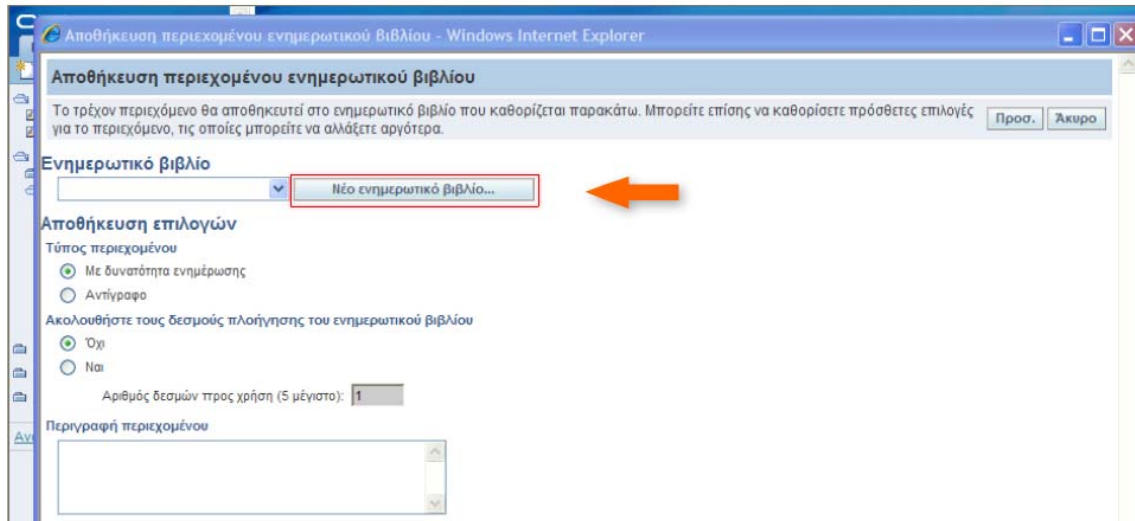 Αποθήκευση περιεχομένου ενημερωτικού βιβλίου - Windows Internet Explorer
Αποθήκευση περιεχομένου ενημερωτικού βιβλίου
Το τρέχον περιεχόμενο θα αποθηκευτεί στο ενημερωτικό βιβλίο που καθορίζεται παρακάτω. Μπορείτε επίσης να καθορίσετε πρόσθετες επιλογές
για το περιεχόμενο, τις οποίες μπορείτε να αλλάξετε αργότερα.
Προσ. Άκυρο
Ενημερωτικό βιβλίο
Νέο ενημερωτικό βιβλίο...
Αποθήκευση επιλογών
Τύπος περιεχομένου
Με δυνατότητα ενημέρωσης
Αντίγραφο
Ακολουθήστε τους δεσμούς πλοήγησης του ενημερωτικού βιβλίου
Όχι
Ναι
Αριθμός δεσμών προς χρήση (5 μέγιστο): 1
Περιγραφή περιεχομένου